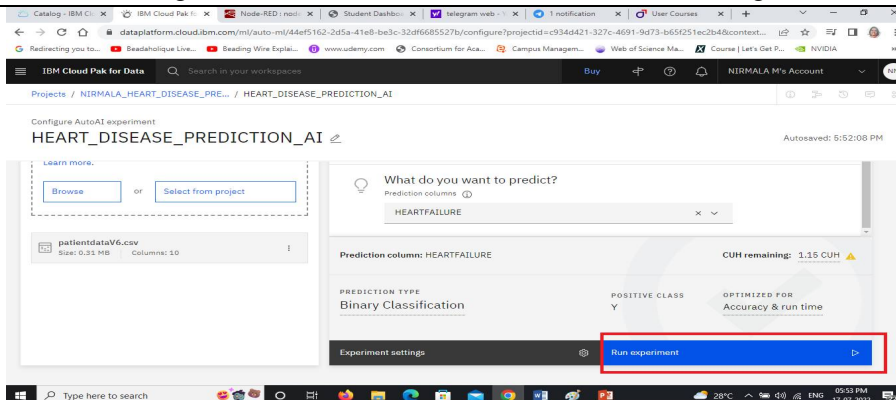 Catalog - IBM Clo
IBM Cloud Pak fo
Node-RED : node
Student Dashboa
telegram web -
1 notification
User Courses
dataplatform.cloud.ibm.com/ml/auto-ml/44ef5162-2d5a-41e8-be3c-32df6685527b/configure?projectid=c934d421-327c-4691-9d73-b65f251ec2b4&context...
Redirecting you to...
Beadaholique Live...
Beading Wire Explai...
www.udemy.com
Consortium for Aca...
Campus Managem...
Web of Science Ma...
Course | Let's Get P...
NVIDIA
IBM Cloud Pak for Data
Search in your workspaces
Buy
NIRMALA M's Account
NM
Projects / NIRMALA_HEART_DISEASE_PRE... / HEART_DISEASE_PREDICTION_AI
Configure AutoAI experiment
HEART_DISEASE_PREDICTION_AI
Autosaved: 5:52:08 PM
Learn more.
Browse
or
Select from project
patientdataV6.csv
Size: 0.31 MB
Columns: 10
What do you want to predict?
Prediction columns
HEARTFAILURE
Prediction column: HEARTFAILURE
CUH remaining: 1.15 CUH
PREDICTION TYPE
Binary Classification
POSITIVE CLASS
Y
OPTIMIZED FOR
Accuracy & run time
Experiment settings
Run experiment
Type here to search
28°C
ENG
05:53 PM
17-07-2022